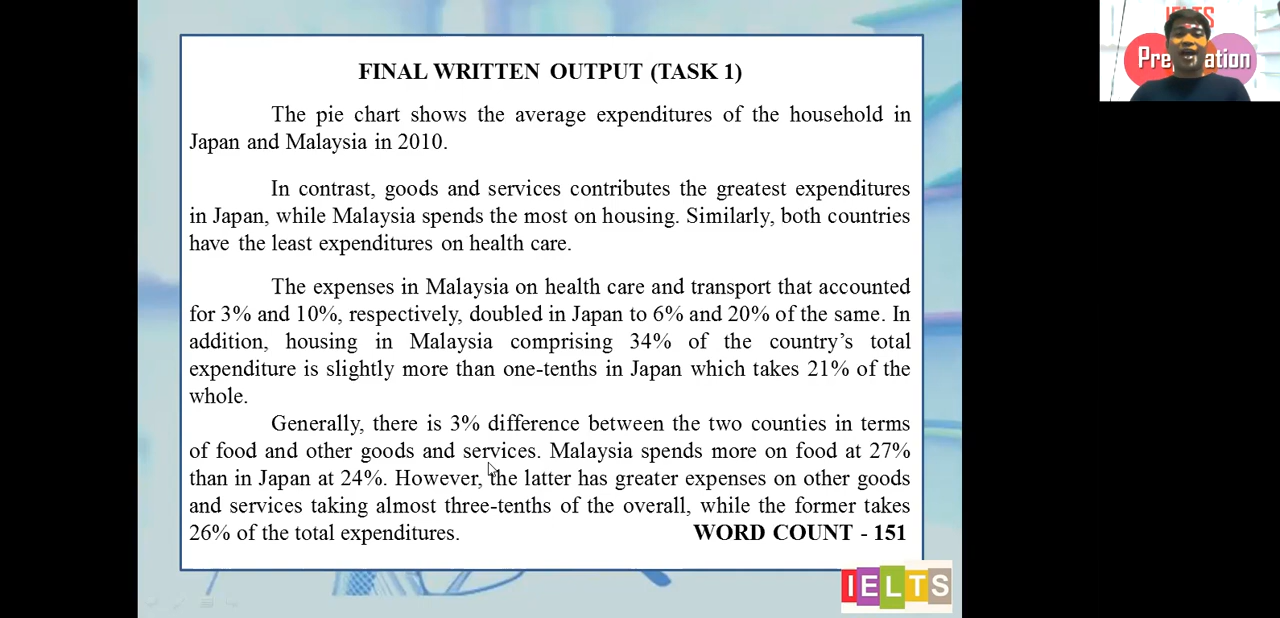 FINAL WRITTEN OUTPUT (TASK 1)
The pie chart shows the average expenditures of the household in
Japan and Malaysia in 2010.
In contrast, goods and services contributes the greatest expenditures
in Japan, while Malaysia spends the most on housing. Similarly, both countries
have the least expenditures on health care.
The expenses in Malaysia on health care and transport that accounted
for 3% and 10%, respectively, doubled in Japan to 6% and 20% of the same. In
addition, housing in Malaysia comprising 34% of the country’s total
expenditure is slightly more than one-tenths in Japan which takes 21% of the
whole.
Generally, there is 3% difference between the two counties in terms
of food and other goods and services. Malaysia spends more on food at 27%
than in Japan at 24%. However, the latter has greater expenses on other goods
and services taking almost three-tenths of the overall, while the former takes
26% of the total expenditures.
WORD COUNT - 151
IELTS
IELTS